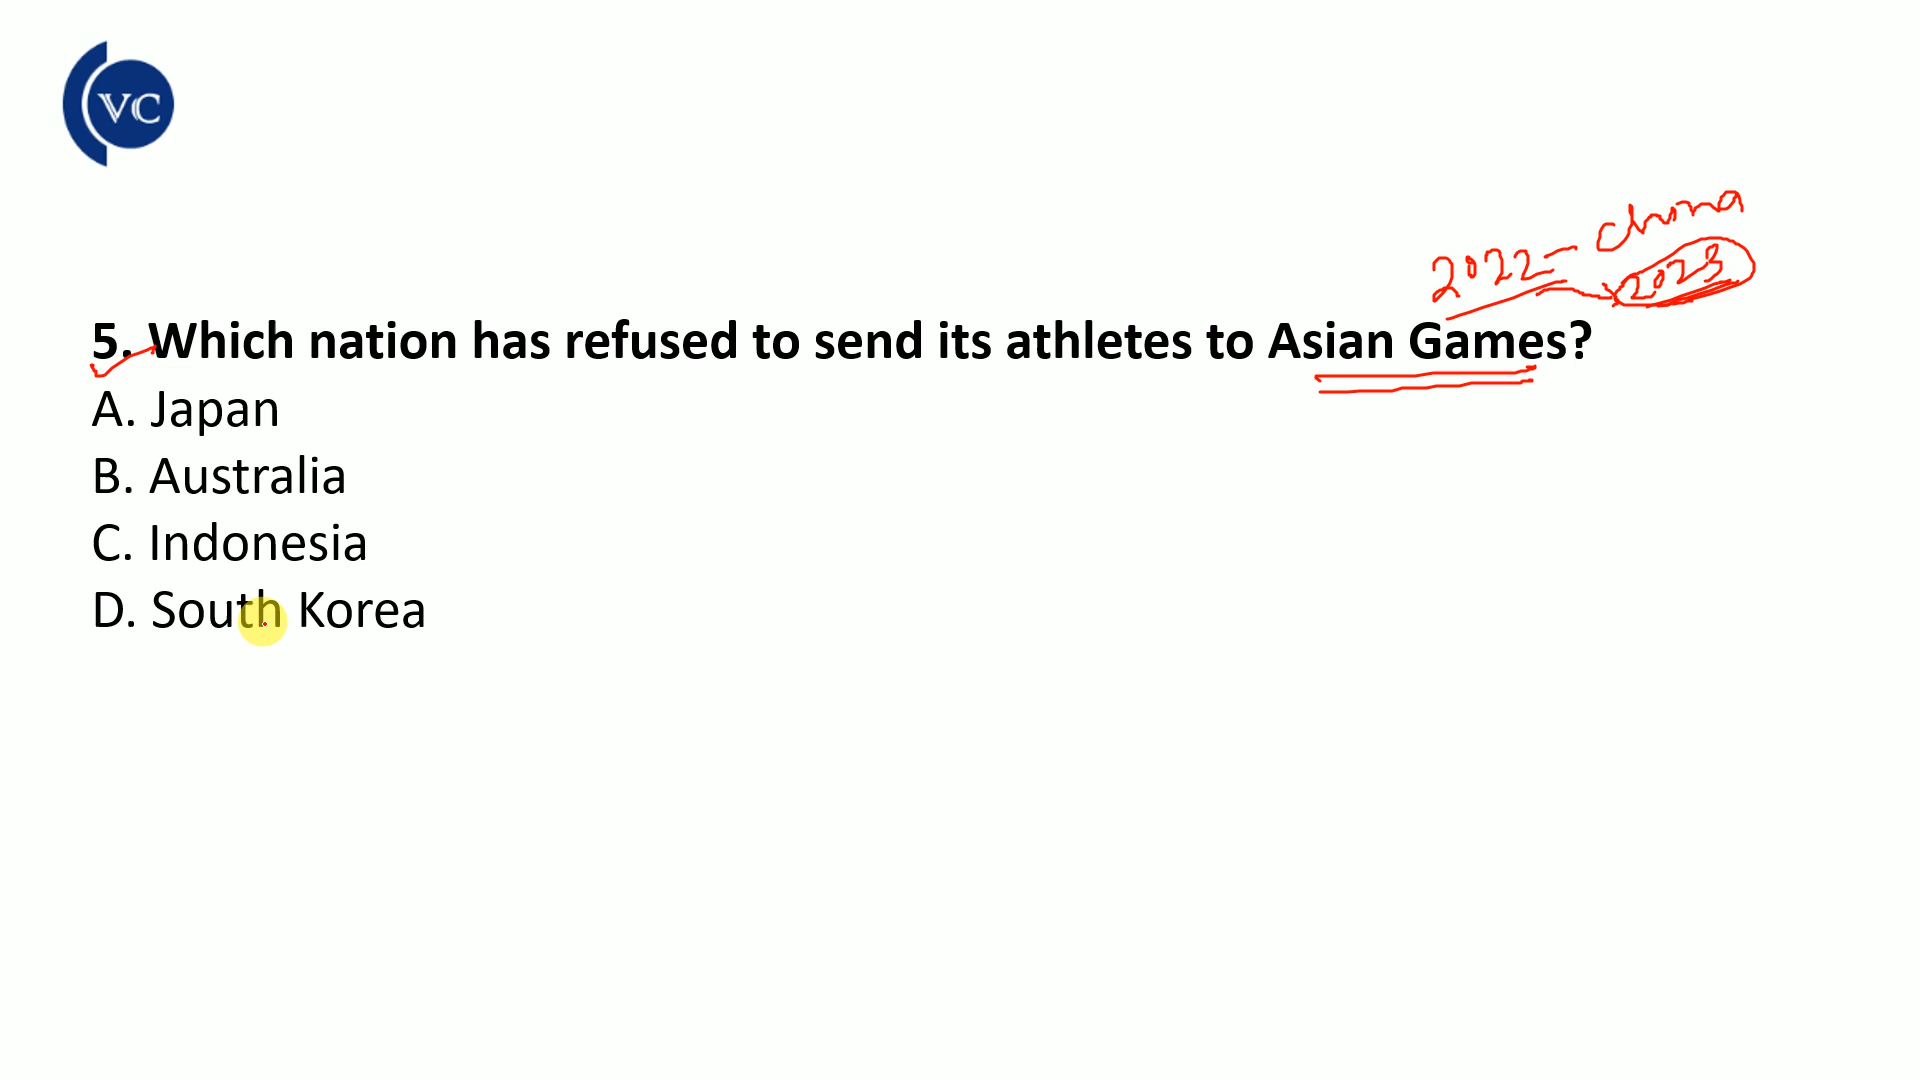 VC
2022 - China
2023
5. Which nation has refused to send its athletes to Asian Games?
A. Japan
B. Australia
C. Indonesia
D. South Korea